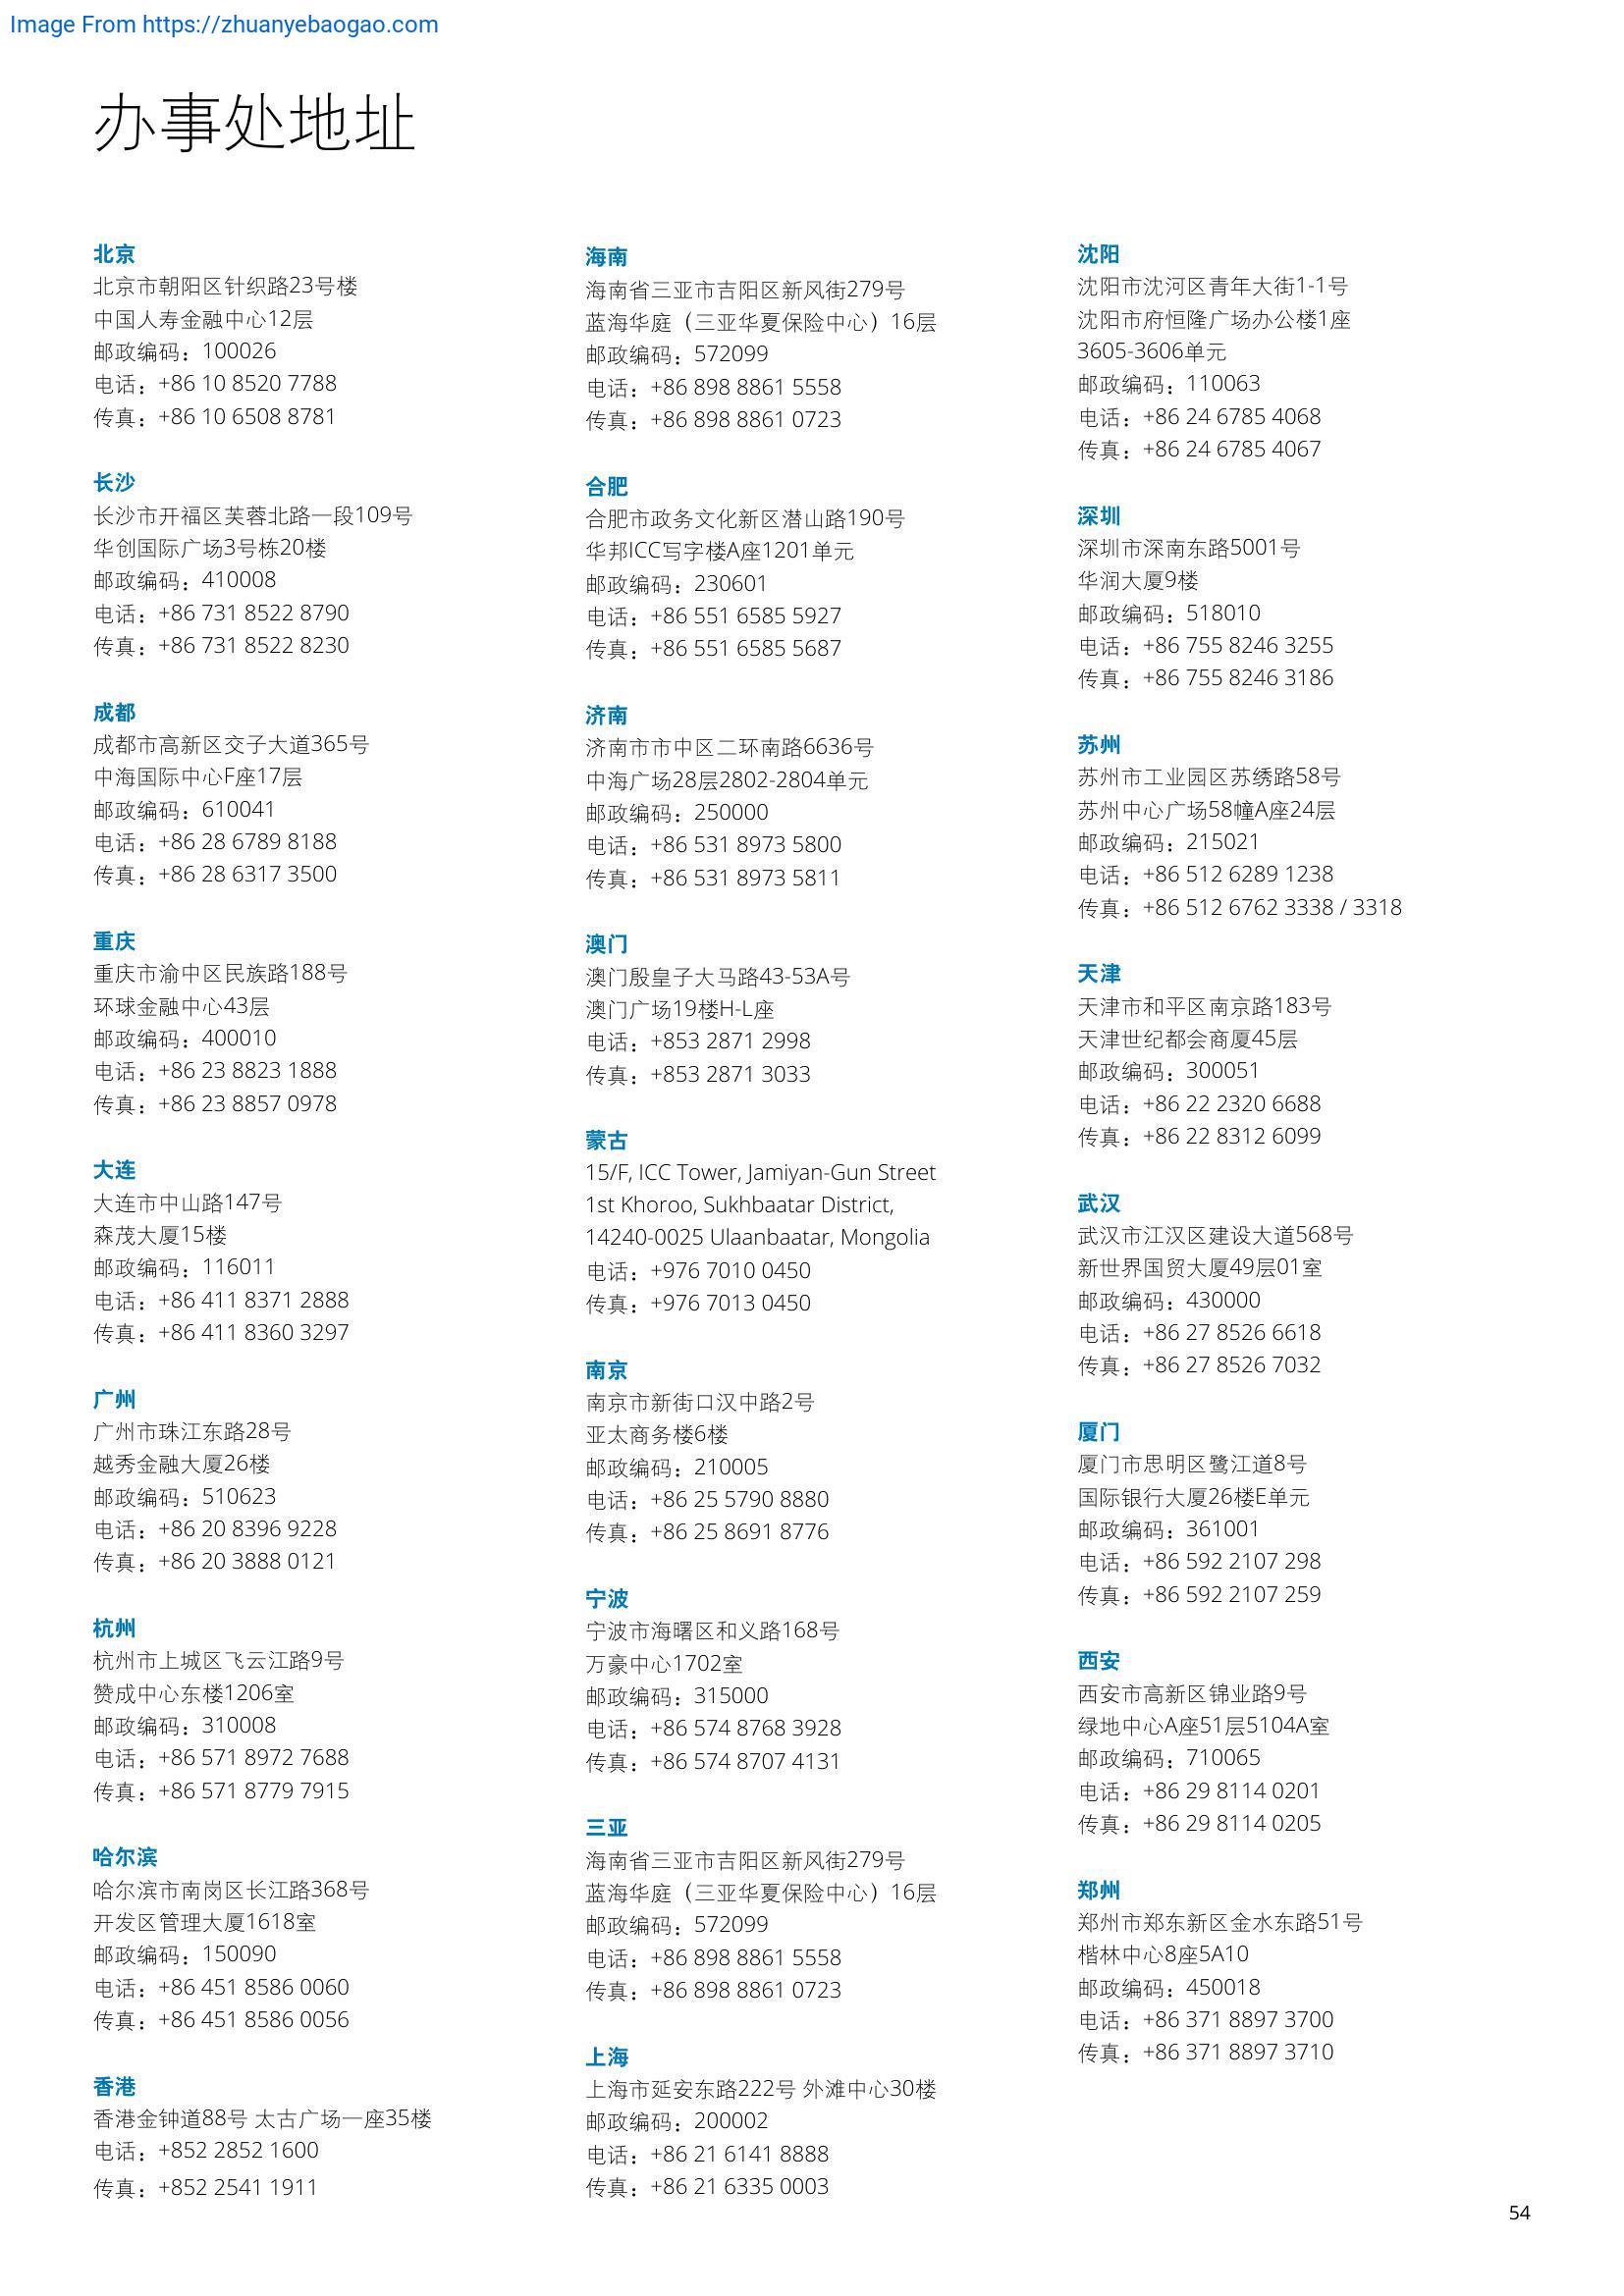 Image From https://zhuanyebaogao.com
办事处地址
北京
北京市朝阳区针织路23号楼
中国人寿金融中心12层
邮政编码：100026
电话：+86 10 8520 7788
传真：+86 10 6508 8781
长沙
长沙市开福区芙蓉北路一段109号
华创国际广场3号栋20楼
邮政编码：410008
电话：+86 731 8522 8790
传真：+86 731 8522 8230
成都
成都市高新区交子大道365号
中海国际中心F座17层
邮政编码：610041
电话：+86 28 6789 8188
传真：+86 28 6317 3500
重庆
重庆市渝中区民族路188号
环球金融中心43层
邮政编码：400010
电话：+86 23 8823 1888
传真：+86 23 8857 0978
大连
大连市中山路147号
森茂大厦15楼
邮政编码：116011
电话：+86 411 8371 2888
传真：+86 411 8360 3297
广州
广州市珠江东路28号
越秀金融大厦26楼
邮政编码：510623
电话：+86 20 8396 9228
传真：+86 20 3888 0121
杭州
杭州市上城区飞云江路9号
赞成中心东楼1206室
邮政编码：310008
电话：+86 571 8972 7688
传真：+86 571 8779 7915
哈尔滨
哈尔滨市南岗区长江路368号
开发区管理大厦1618室
邮政编码：150090
电话：+86 451 8586 0060
传真：+86 451 8586 0056
香港
香港金钟道88号 太古广场一座35楼
电话：+852 2852 1600
传真：+852 2541 1911
海南
海南省三亚市吉阳区新风街279号
蓝海华庭（三亚华夏保险中心）16层
邮政编码：572099
电话：+86 898 8861 5558
传真：+86 898 8861 0723
合肥
合肥市政务文化新区潜山路190号
华邦ICC写字楼A座1201单元
邮政编码：230601
电话：+86 551 6585 5927
传真：+86 551 6585 5687
济南
济南市市中区二环南路6636号
中海广场28层2802-2804单元
邮政编码：250000
电话：+86 531 8973 5800
传真：+86 531 8973 5811
澳门
澳门殷皇子大马路43-53A号
澳门广场19楼H-L座
电话：+853 2871 2998
传真：+853 2871 3033
蒙古
15/F, ICC Tower, Jamiyan-Gun Street
1st Khoroo, Sukhbaatar District,
14240-0025 Ulaanbaatar, Mongolia
电话：+976 7010 0450
传真：+976 7013 0450
南京
南京市新街口汉中路2号
亚太商务楼6楼
邮政编码：210005
电话：+86 25 5790 8880
传真：+86 25 8691 8776
宁波
宁波市海曙区和义路168号
万豪中心1702室
邮政编码：315000
电话：+86 574 8768 3928
传真：+86 574 8707 4131
三亚
海南省三亚市吉阳区新风街279号
蓝海华庭（三亚华夏保险中心）16层
邮政编码：572099
电话：+86 898 8861 5558
传真：+86 898 8861 0723
上海
上海市延安东路222号 外滩中心30楼
邮政编码：200002
电话：+86 21 6141 8888
传真：+86 21 6335 0003
沈阳
沈阳市沈河区青年大街1-1号
沈阳市府恒隆广场办公楼1座
3605-3606单元
邮政编码：110063
电话：+86 24 6785 4068
传真：+86 24 6785 4067
深圳
深圳市深南东路5001号
华润大厦9楼
邮政编码：518010
电话：+86 755 8246 3255
传真：+86 755 8246 3186
苏州
苏州市工业园区苏绣路58号
苏州中心广场58幢A座24层
邮政编码：215021
电话：+86 512 6289 1238
传真：+86 512 6762 3338 / 3318
天津
天津市和平区南京路183号
天津世纪都会商厦45层
邮政编码：300051
电话：+86 22 2320 6688
传真：+86 22 8312 6099
武汉
武汉市江汉区建设大道568号
新世界国贸大厦49层01室
邮政编码：430000
电话：+86 27 8526 6618
传真：+86 27 8526 7032
厦门
厦门市思明区鹭江道8号
国际银行大厦26楼E单元
邮政编码：361001
电话：+86 592 2107 298
传真：+86 592 2107 259
西安
西安市高新区锦业路9号
绿地中心A座51层5104A室
邮政编码：710065
电话：+86 29 8114 0201
传真：+86 29 8114 0205
郑州
郑州市郑东新区金水东路51号
楷林中心8座5A10
邮政编码：450018
电话：+86 371 8897 3700
传真：+86 371 8897 3710
54